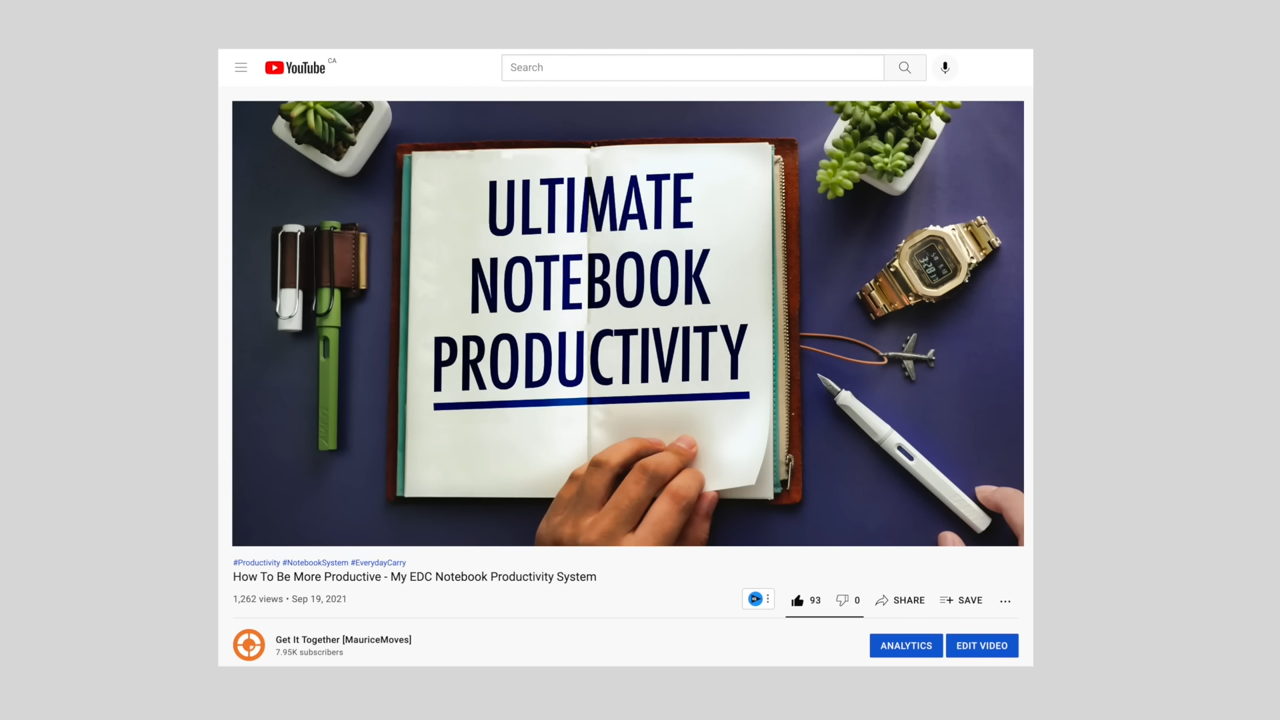 YouTube CA
Search
ULTIMATE
NOTEBOOK
PRODUCTIVITY
#Productivity #NotebookSystem #EverydayCarry
How To Be More Productive - My EDC Notebook Productivity System
1,262 views • Sep 19, 2021
93 0 SHARE SAVE
Get It Together [MauriceMoves]
7.95K subscribers
ANALYTICS EDIT VIDEO